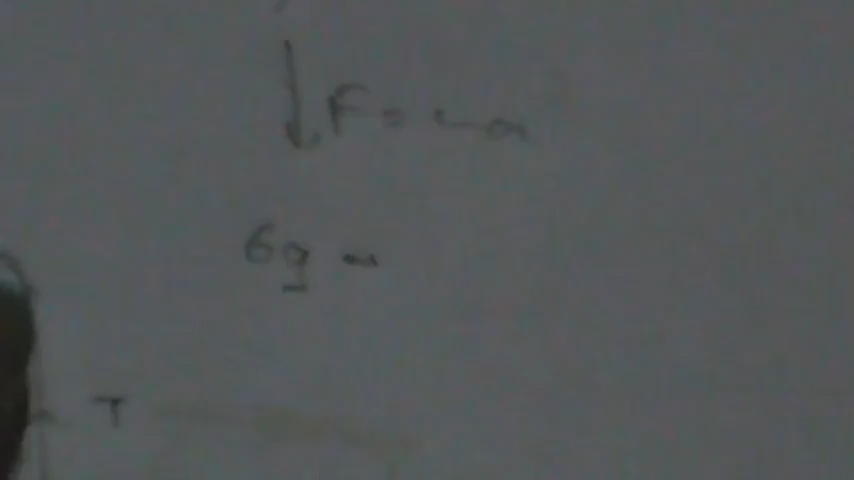 ↓ F = ma
6g -
T